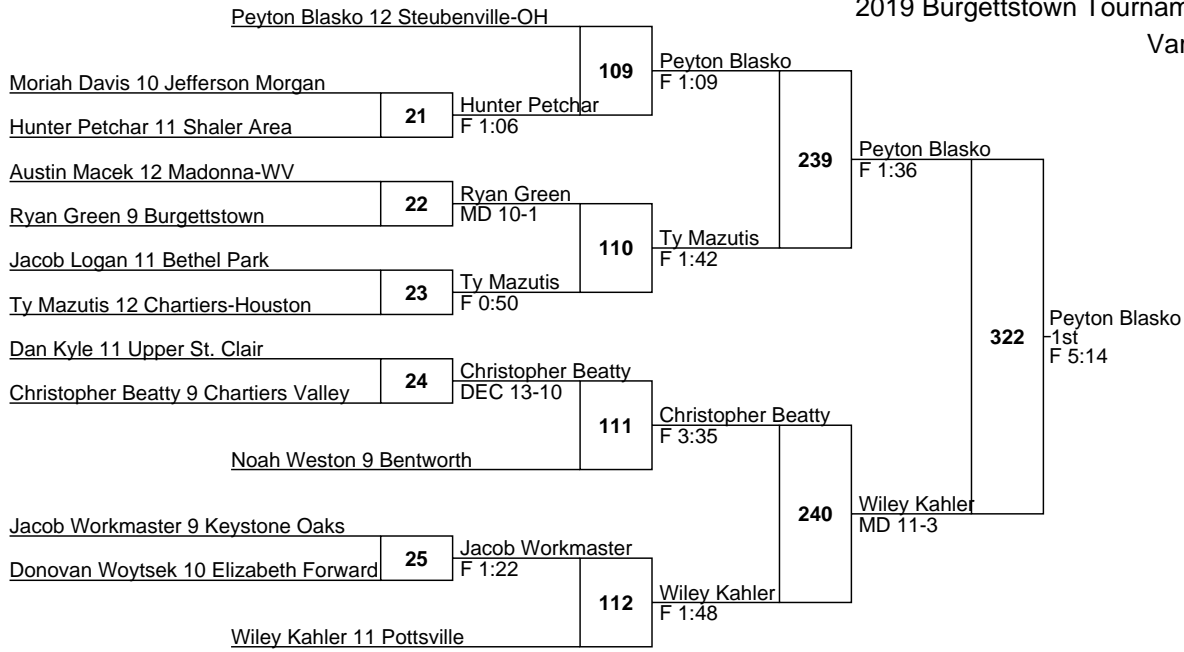 2019 Burgettstown
Peyton Blasko 12 Steubenville-OH
109
Peyton Blasko
F 1:09
Moriah Davis 10 Jefferson Morgan
21
Hunter Petchar
F 1:06
Hunter Petchar 11 Shaler Area
239
Peyton Blasko
F 1:36
Austin Macek 12 Madonna-WV
22
Ryan Green
MD 10-1
Ryan Green 9 Burgettstown
110
Ty Mazutis
F 1:42
Jacob Logan 11 Bethel Park
23
Ty Mazutis
F 0:50
Ty Mazutis 12 Chartiers-Houston
322
Peyton Blasko
1st
F 5:14
Dan Kyle 11 Upper St. Clair
24
Christopher Beatty
DEC 13-10
Christopher Beatty 9 Chartiers Valley
111
Christopher Beatty
F 3:35
Noah Weston 9 Bentworth
240
Wiley Kahler
MD 11-3
Jacob Workmaster 9 Keystone Oaks
25
Jacob Workmaster
F 1:22
Donovan Woytsek 10 Elizabeth Forward
112
Wiley Kahler
F 1:48
Wiley Kahler 11 Pottsville